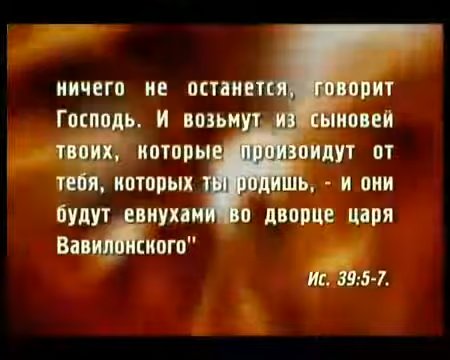 ничего не останется, говорит
Господь. И возьмут из сыновей
твоих, которые произойдут от
тебя, которых ты родишь, - и они
будут евнухами во дворце царя
Вавилонского"
Ис. 39:5-7.